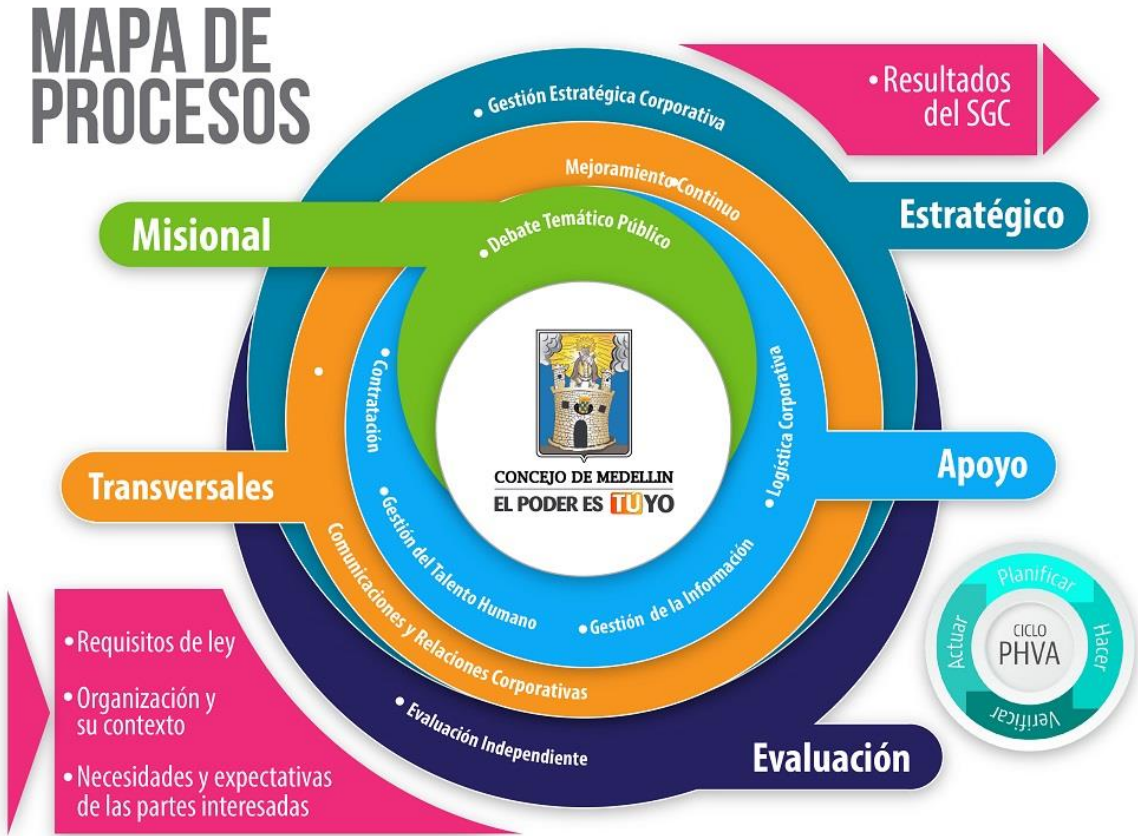 MAPA DE
PROCESOS
• Resultados
del SGC
• Gestión Estratégica Corporativa
Mejoramiento Continuo
• Debate Temático Público
Misional
Estratégico
• Contratación
• Logística Corporativa
CONCEJO DE MEDELLIN
EL PODER ES TUYO
Transversales
Apoyo
• Gestión del Talento Humano
• Gestión de la Información
Comunicaciones y Relaciones Corporativas
• Evaluación Independiente
Evaluación
• Requisitos de ley
• Organización y
su contexto
• Necesidades y expectativas
de las partes interesadas
Planificar
Hacer
Verificar
Actuar
CICLO
PHVA